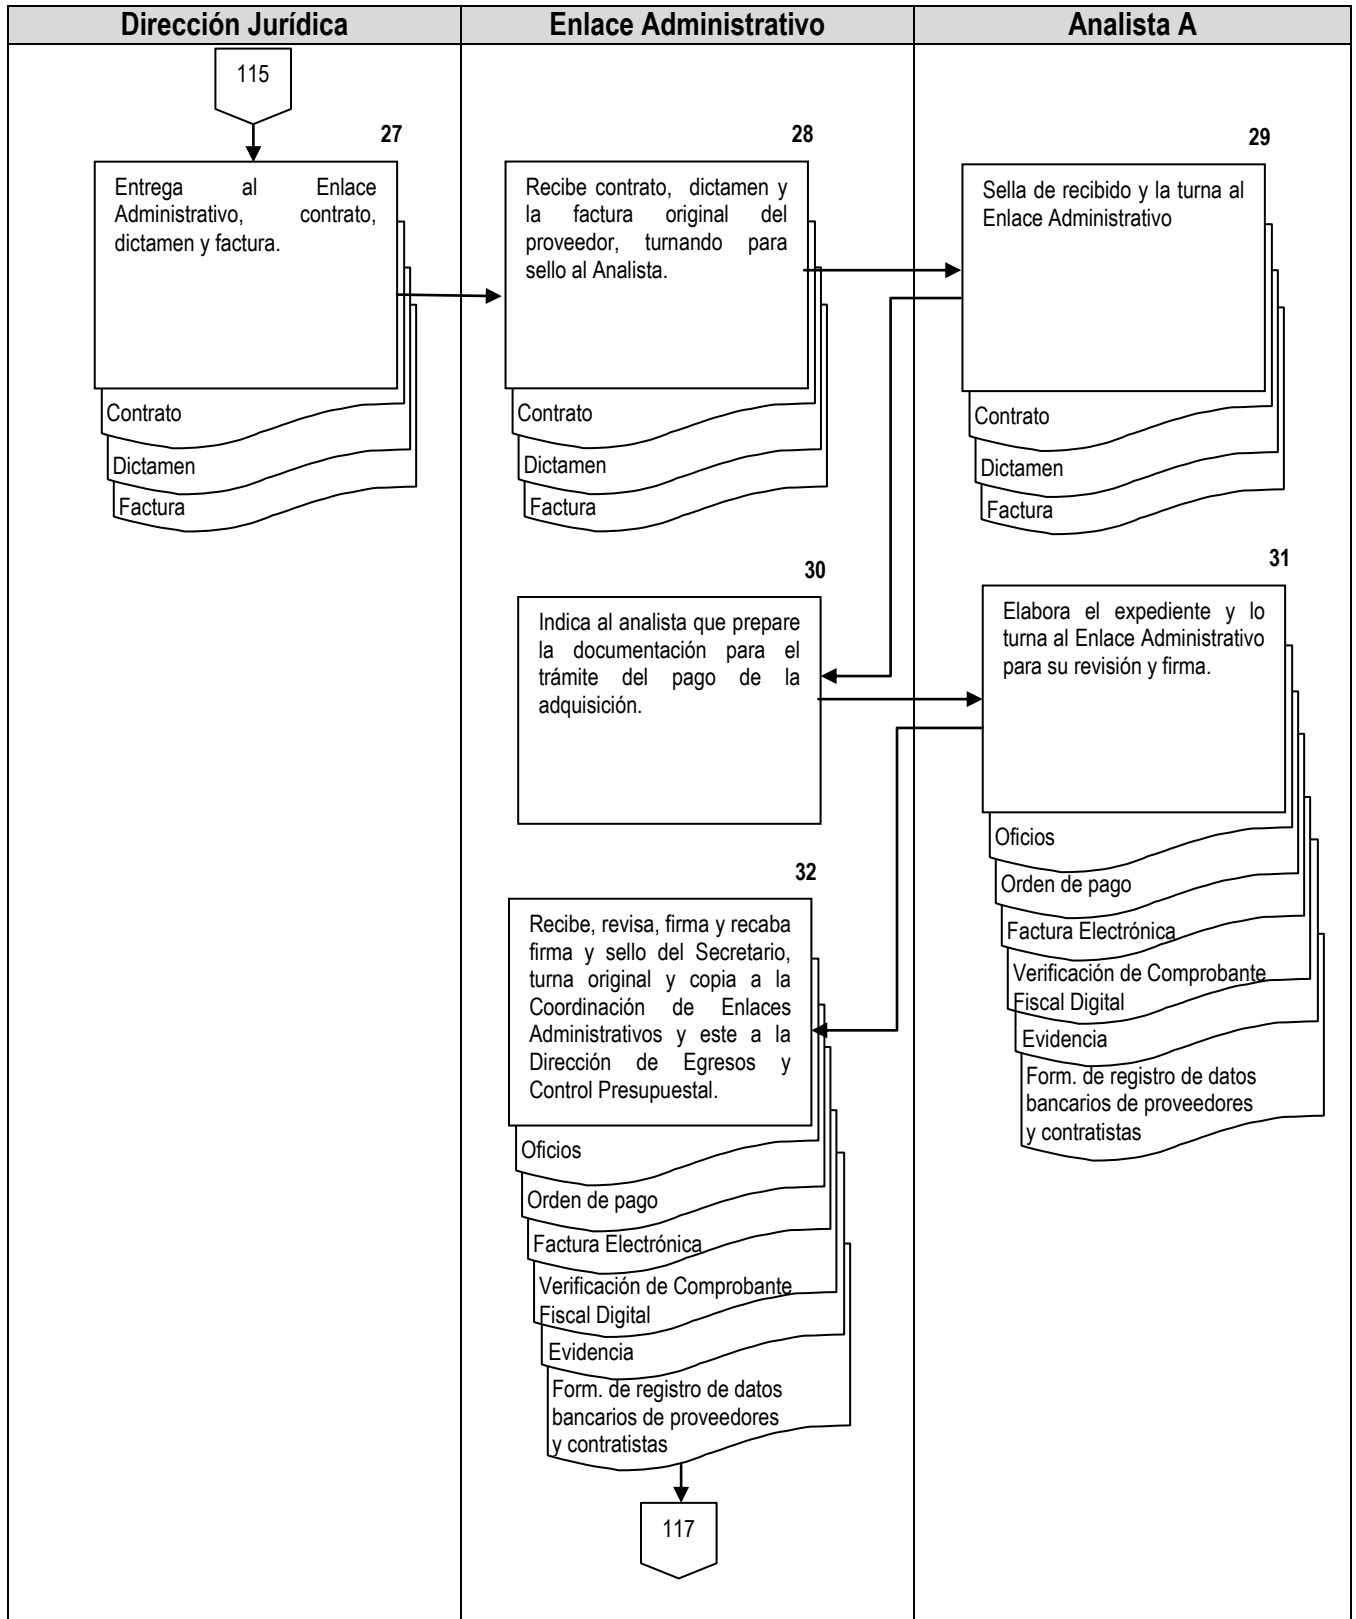 Dirección Jurídica
Enlace Administrativo
Analista A
115
27
Entrega al Enlace
Administrativo, contrato,
dictamen y factura.
Contrato
Dictamen
Factura
28
Recibe contrato, dictamen y
la factura original del
proveedor, turnando para
sello al Analista.
Contrato
Dictamen
Factura
29
Sella de recibido y la turna al
Enlace Administrativo
Contrato
Dictamen
Factura
30
Indica al analista que prepare
la documentación para el
trámite del pago de la
adquisición.
31
Elabora el expediente y lo
turna al Enlace Administrativo
para su revisión y firma.
Oficios
Orden de pago
Factura Electrónica
Verificación de Comprobante
Fiscal Digital
Evidencia
Form. de registro de datos
bancarios de proveedores
y contratistas
32
Recibe, revisa, firma y recaba
firma y sello del Secretario,
turna original y copia a la
Coordinación de Enlaces
Administrativos y este a la
Dirección de Egresos y
Control Presupuestal.
Oficios
Orden de pago
Factura Electrónica
Verificación de Comprobante
Fiscal Digital
Evidencia
Form. de registro de datos
bancarios de proveedores
y contratistas
117